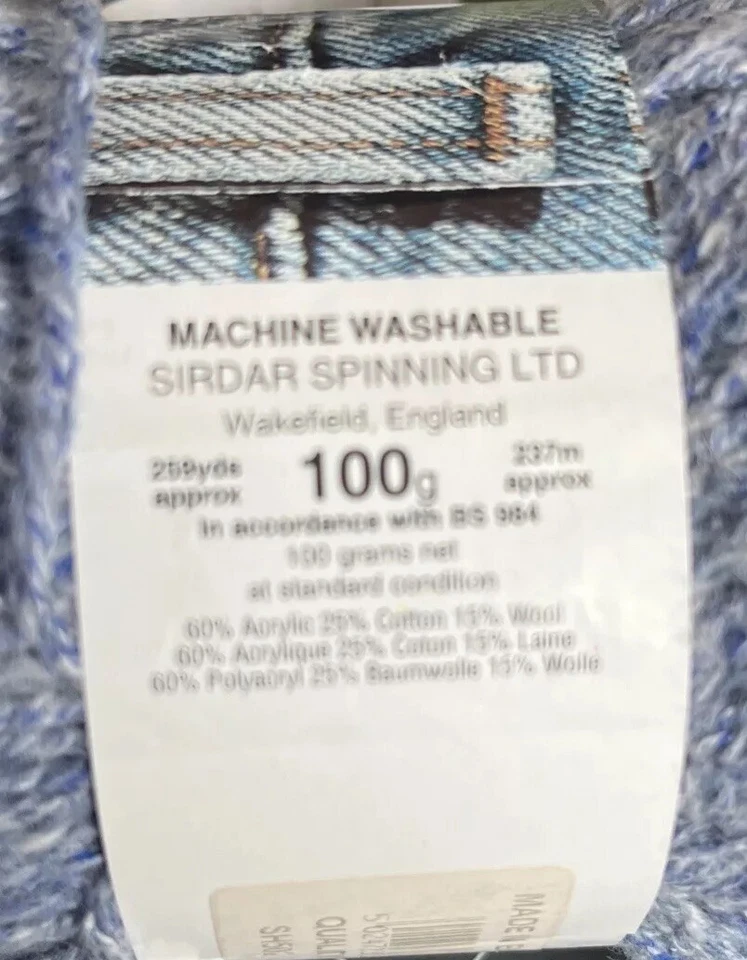 MACHINE WASHABLE
SIRDAR SPINNING LTD
Wakefield, England
259yds approx
100g
237m approx
In accordance with BS 984
100 grams net
at standard condition
60% Acrylic 25% Cotton 15% Wool
60% Acrylique 25% Coton 15% Laine
60% Polyacryl 25% Baumwolle 15% Wolle
MADE